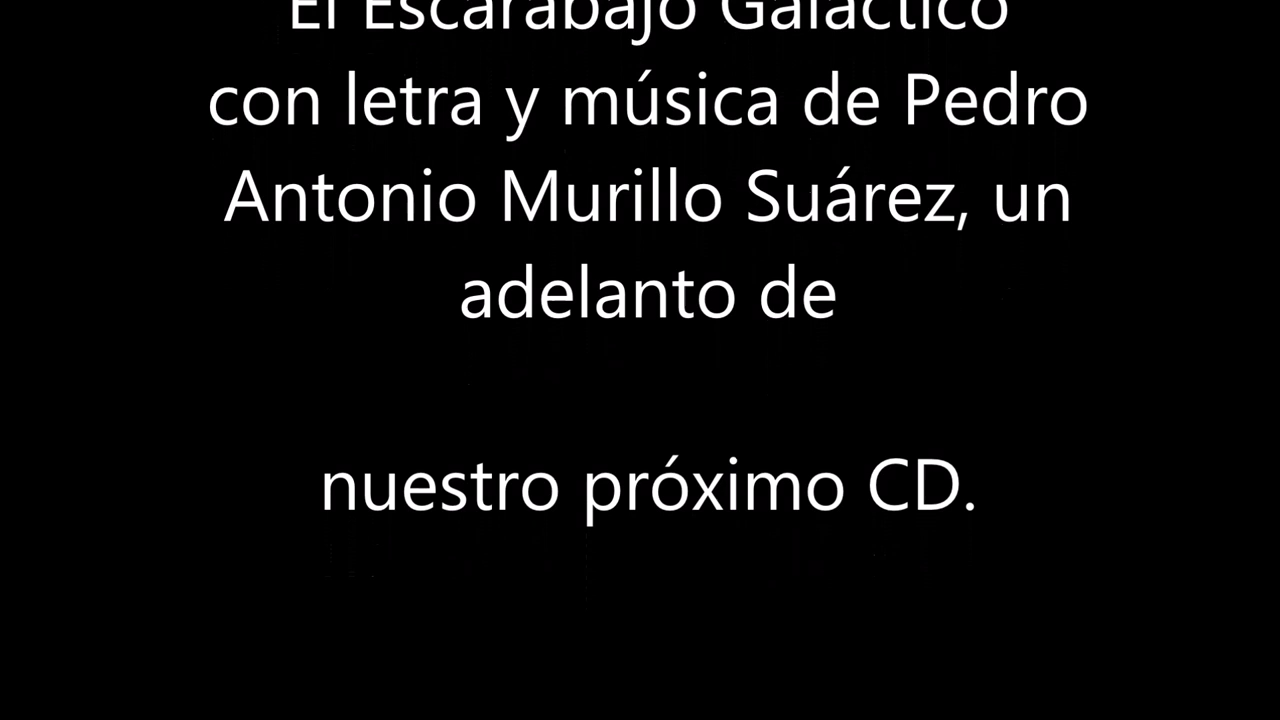 El Escarabajo Galáctico
con letra y música de Pedro
Antonio Murillo Suárez, un
adelanto de
nuestro próximo CD.